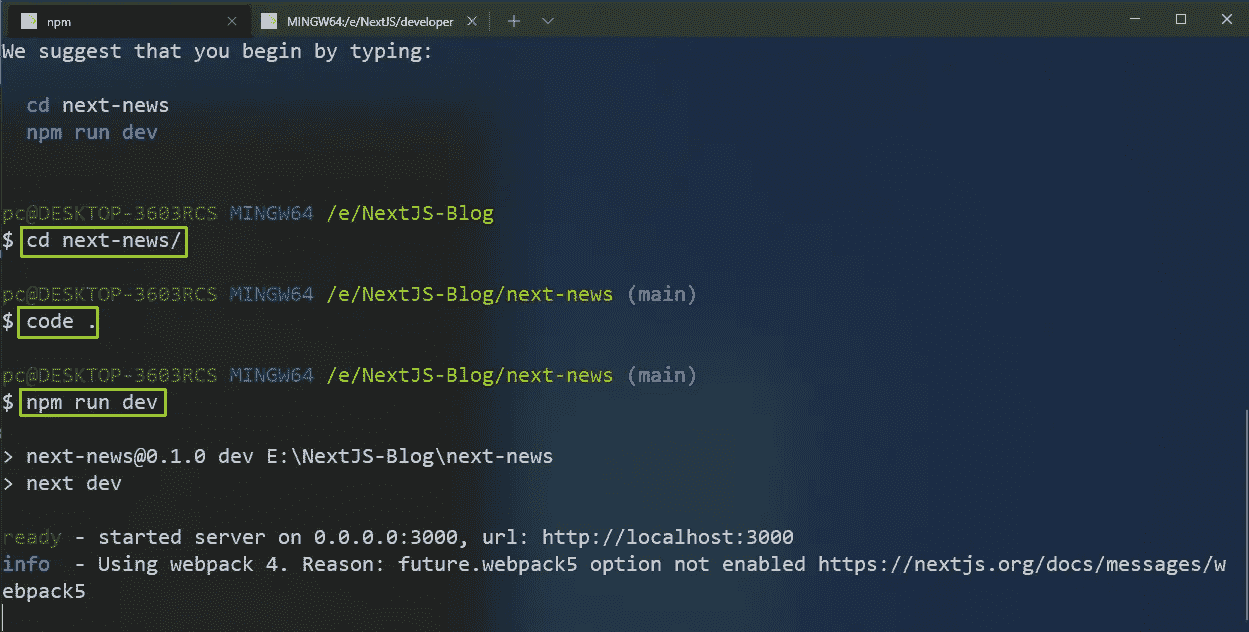 npm
MINGW64:/e/NextJS/developer
We suggest that you begin by typing:
cd next-news
npm run dev
pc@DESKTOP-3603RCS MINGW64 /e/NextJS-Blog
$ cd next-news/
pc@DESKTOP-3603RCS MINGW64 /e/NextJS-Blog/next-news (main)
$ code .
pc@DESKTOP-3603RCS MINGW64 /e/NextJS-Blog/next-news (main)
$ npm run dev
> next-news@0.1.0 dev E:\NextJS-Blog\next-news
> next dev
ready - started server on 0.0.0.0:3000, url: http://localhost:3000
info  - Using webpack 4. Reason: future.webpack5 option not enabled https://nextjs.org/docs/messages/w
ebpack5